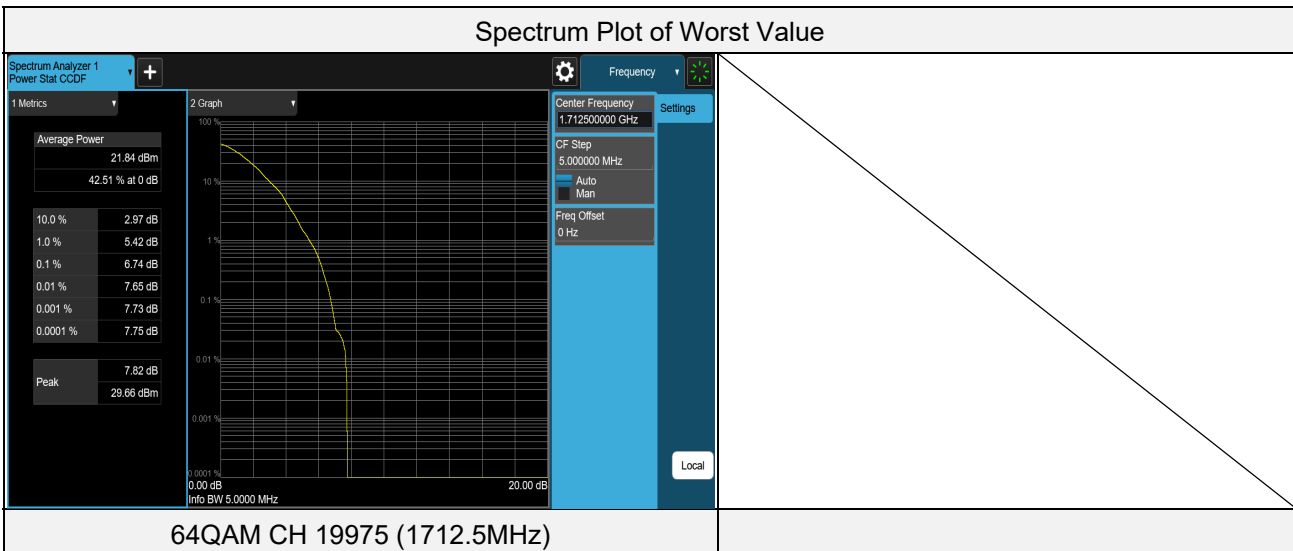 Spectrum Plot of Worst Value
Spectrum Analyzer 1
Power Stat CCDF
+
Frequency
1 Metrics
Average Power
21.84 dBm
42.51 % at 0 dB
10.0 % 2.97 dB
1.0 % 5.42 dB
0.1 % 6.74 dB
0.01 % 7.65 dB
0.001 % 7.73 dB
0.0001 % 7.75 dB
Peak
7.82 dB
29.66 dBm
2 Graph
100 %
10 %
1 %
0.1 %
0.01 %
0.001 %
0.0001 %
0.00 dB 20.00 dB
Info BW 5.0000 MHz
Center Frequency
1.712500000 GHz
CF Step
5.000000 MHz
Auto
Man
Freq Offset
0 Hz
Settings
Local
64QAM CH 19975 (1712.5MHz)